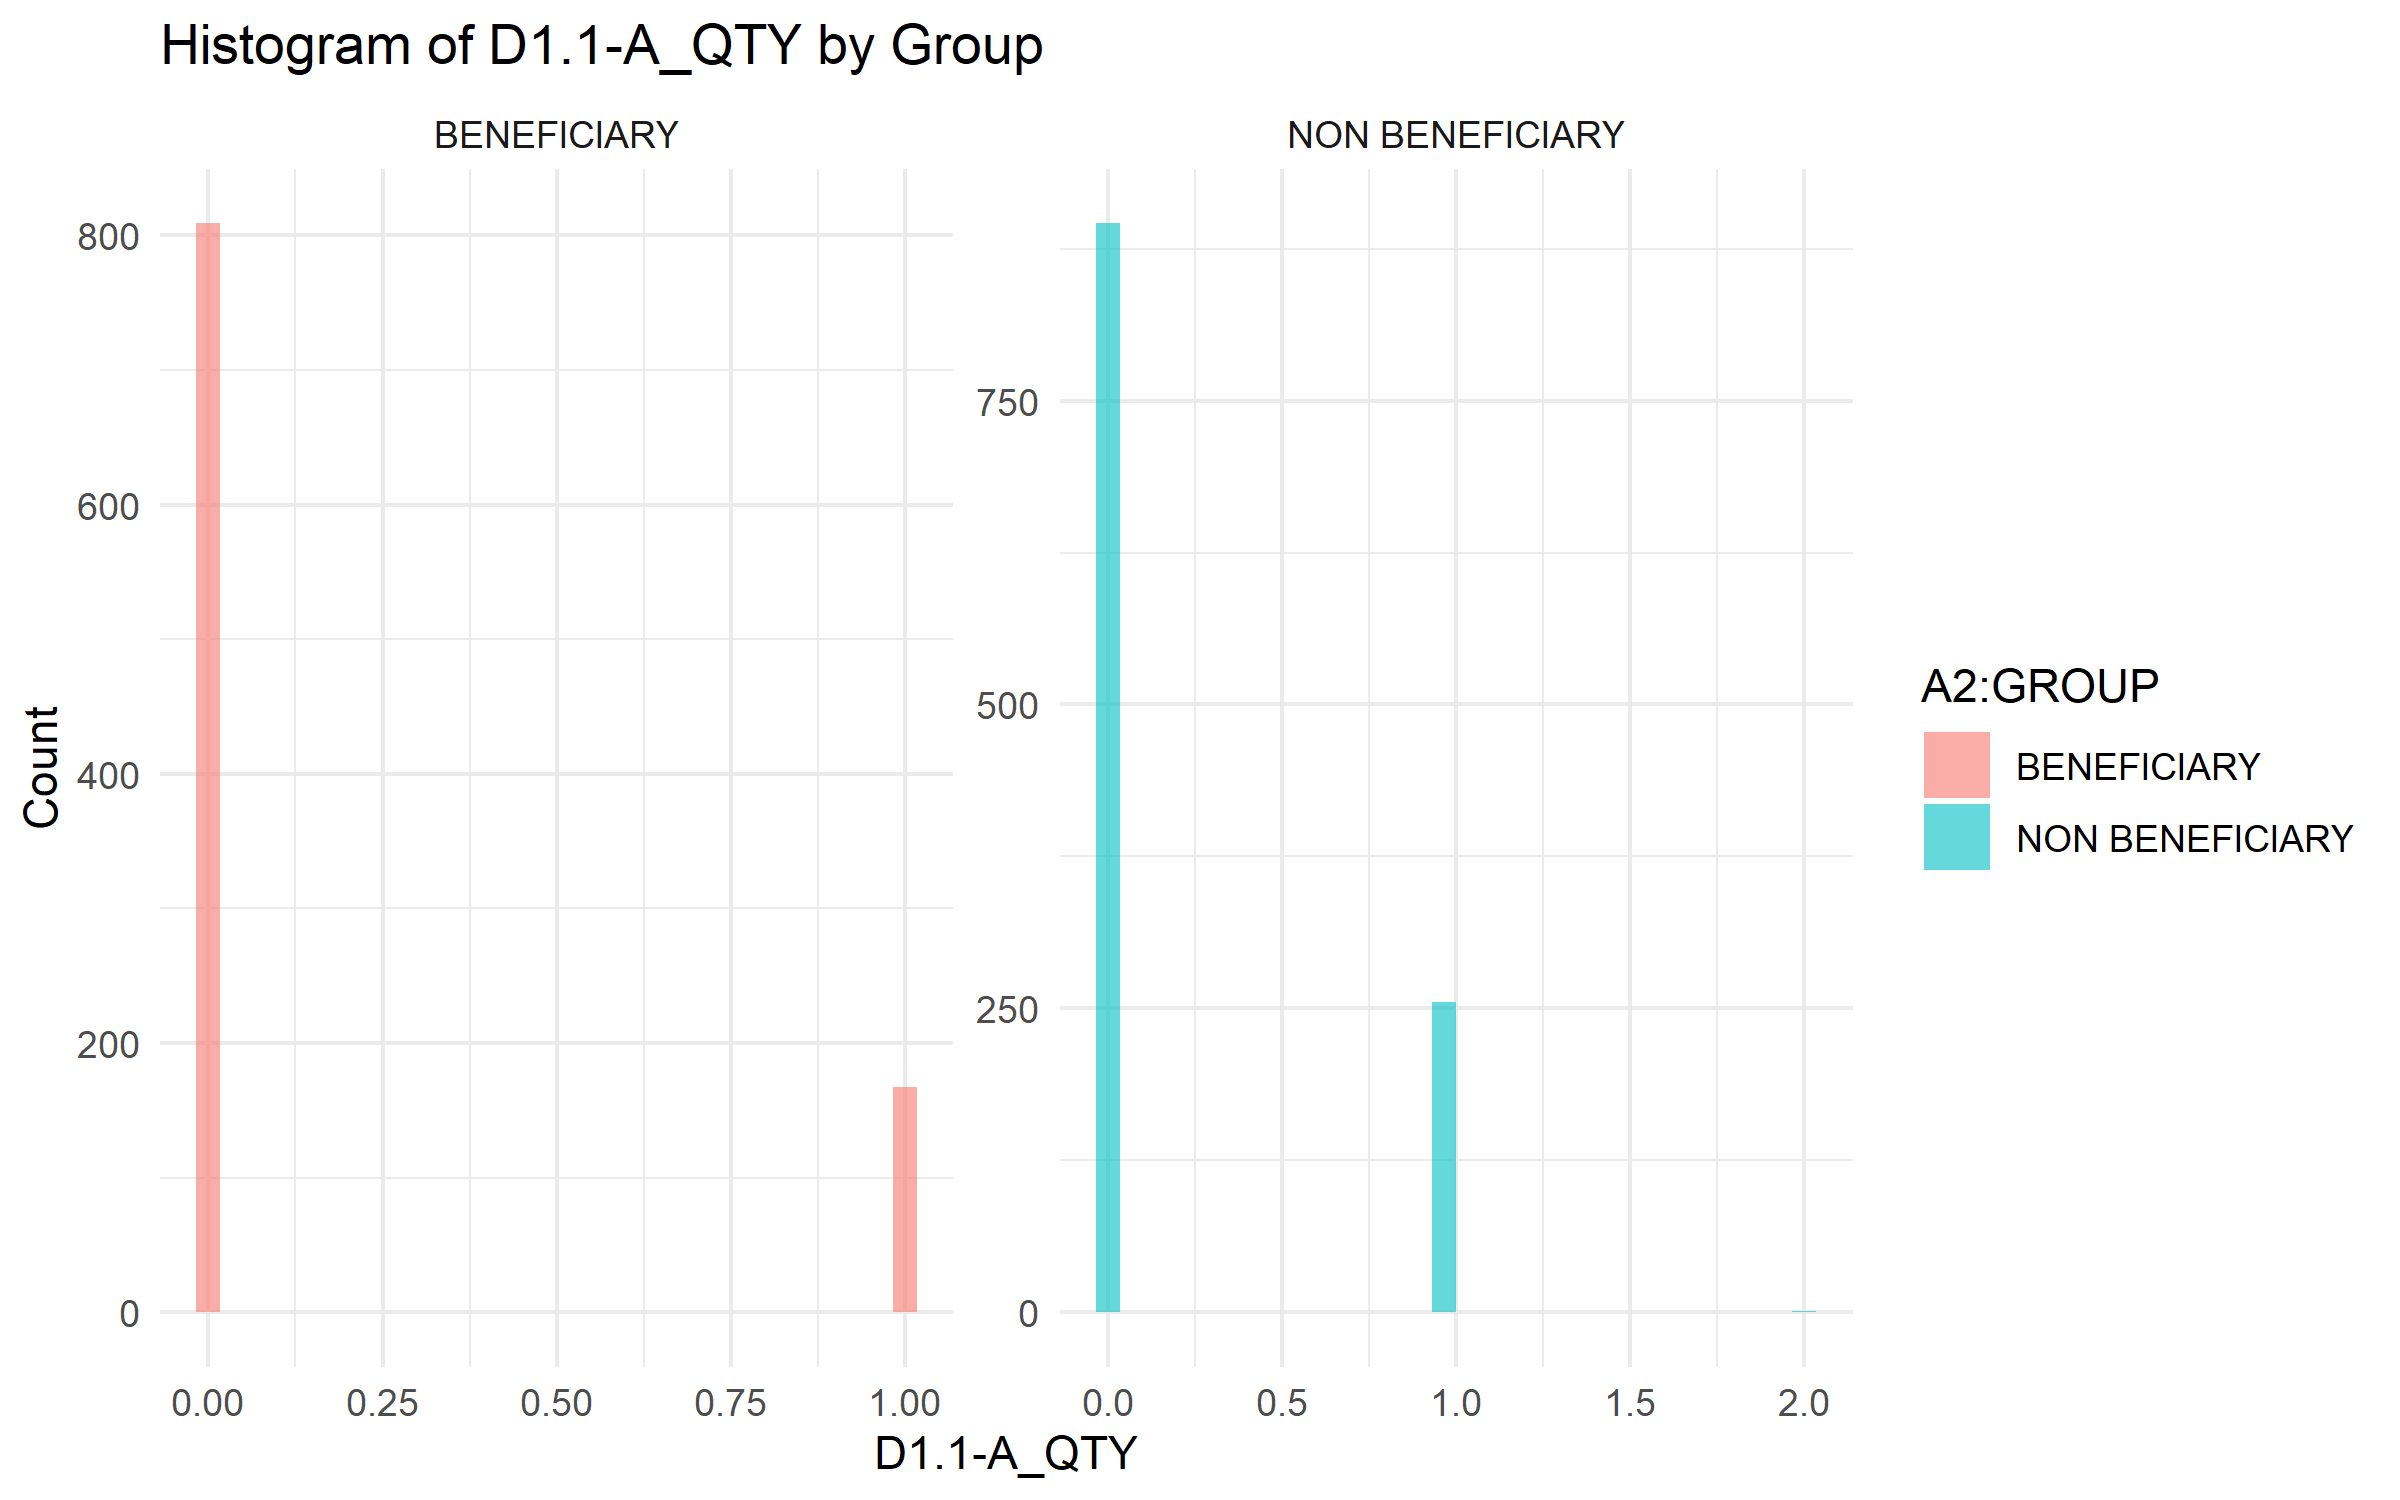 Histogram of D1.1-A_QTY by Group
BENEFICIARY
NON BENEFICIARY
Count
800
600
400
200
0
750
500
250
0
0.00 0.25 0.50 0.75 1.00
0.0 0.5 1.0 1.5 2.0
D1.1-A_QTY
A2:GROUP
BENEFICIARY
NON BENEFICIARY